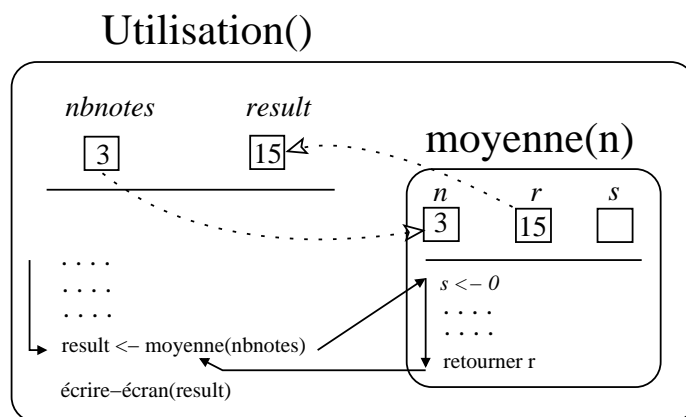 Utilisation()
nbnotes result
3 15
moyenne(n)
n r s
3 15
. . . .
. . . .
. . . .
result <– moyenne(nbnotes)
écrire–écran(result)
s <– 0
. . . .
. . . .
retourner r